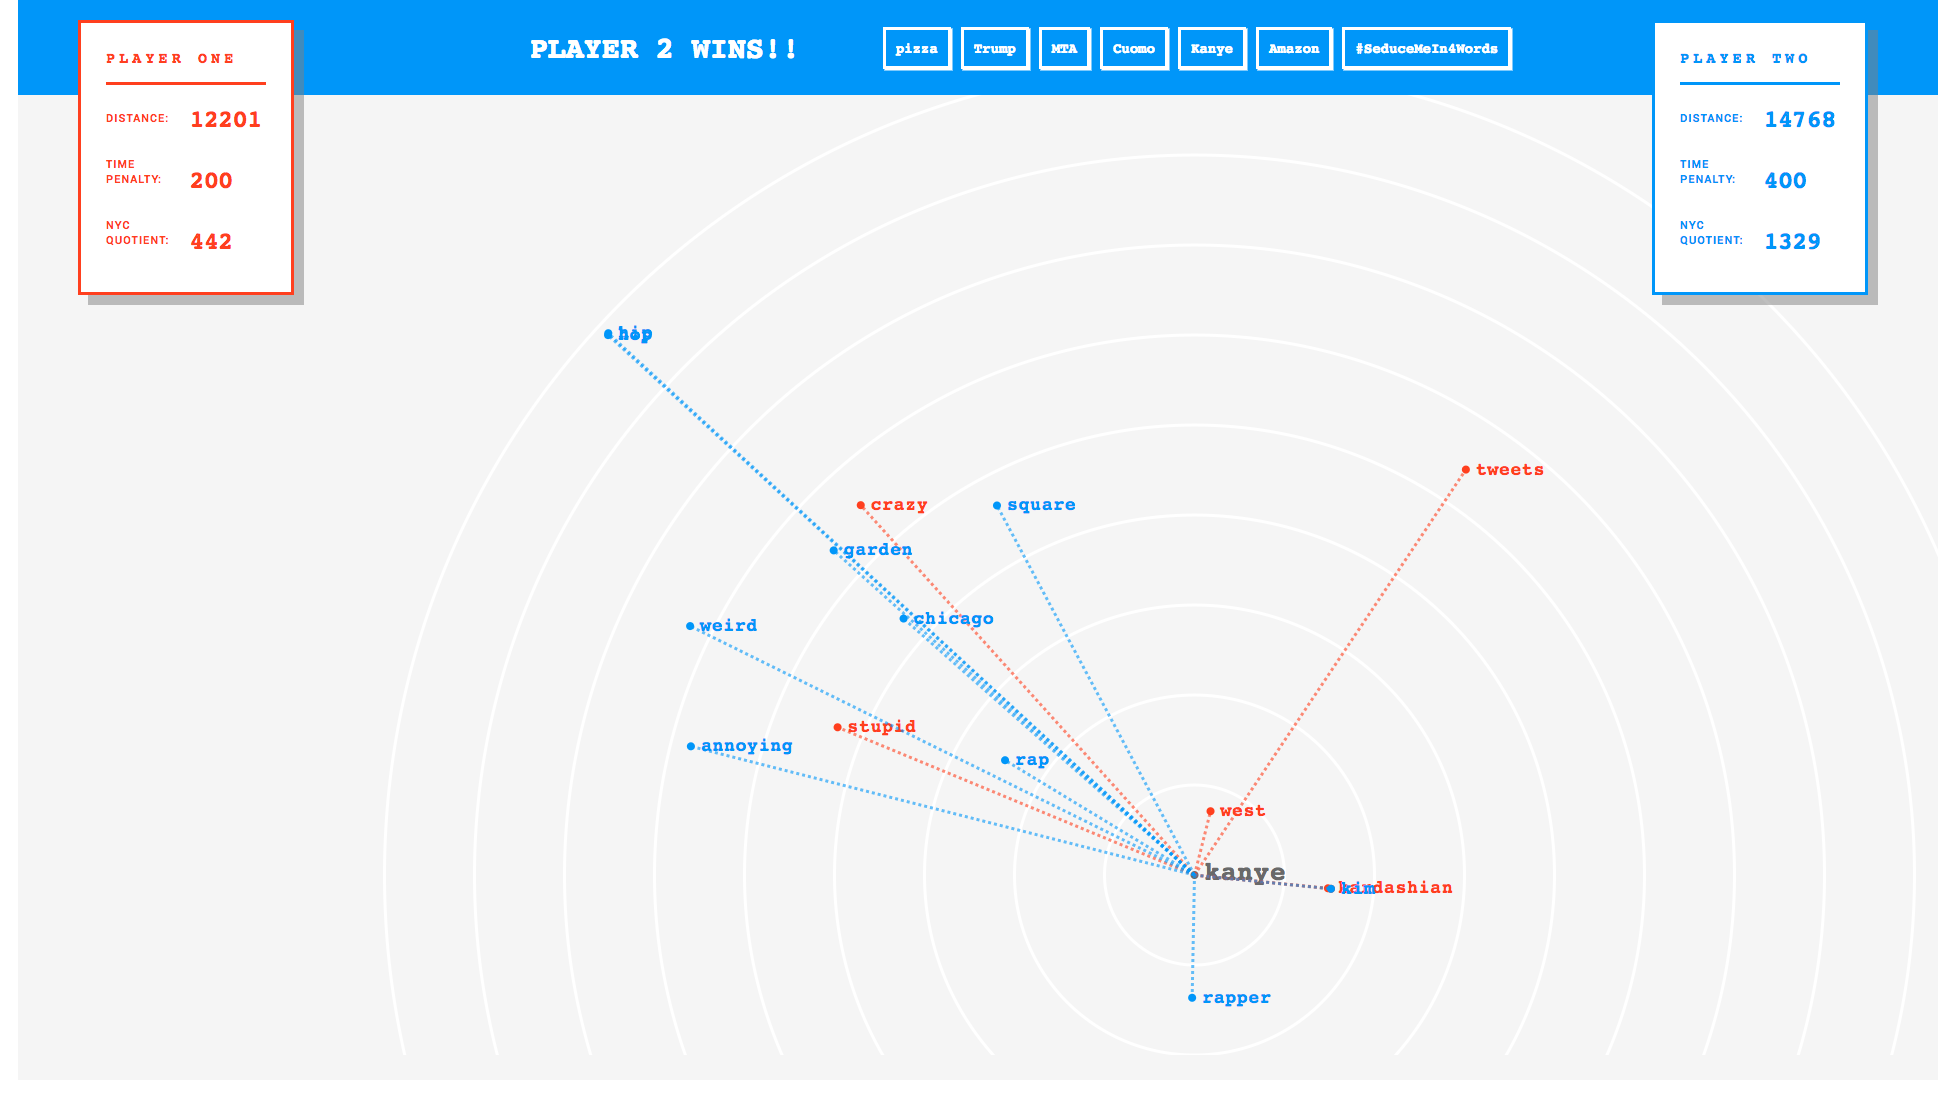 PLAYER ONE
DISTANCE: 12201
TIME PENALTY: 200
NYC QUOTIENT: 442
PLAYER 2 WINS!!
pizza Trump MTA Cuomo Kanye Amazon #SeduceMeIn4Words
PLAYER TWO
DISTANCE: 14768
TIME PENALTY: 400
NYC QUOTIENT: 1329
hip
tweets
crazy
square
garden
chicago
weird
stupid
annoying
rap
west
kanye
kardashian
kim
rapper